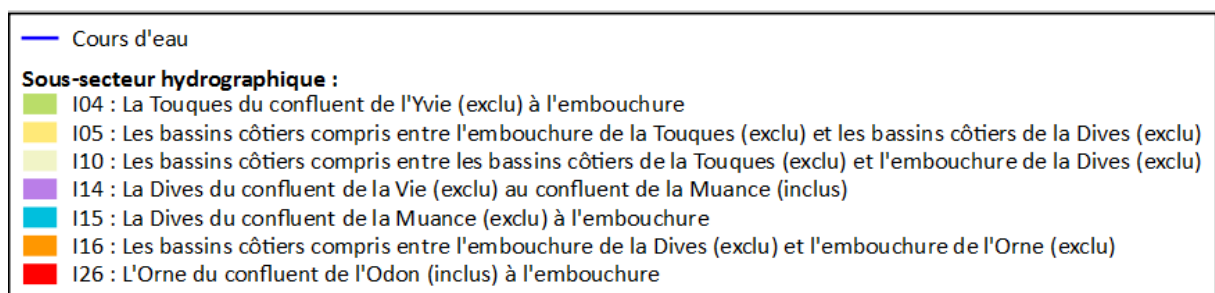 Cours d'eau
Sous-secteur hydrographique :
I04 : La Touques du confluent de l'Yvie (exclu) à l'embouchure
I05 : Les bassins côtiers compris entre l'embouchure de la Touques (exclu) et les bassins côtiers de la Dives (exclu)
I10 : Les bassins côtiers compris entre les bassins côtiers de la Touques (exclu) et l'embouchure de la Dives (exclu)
I14 : La Dives du confluent de la Vie (exclu) au confluent de la Muance (inclus)
I15 : La Dives du confluent de la Muance (exclu) à l'embouchure
I16 : Les bassins côtiers compris entre l'embouchure de la Dives (exclu) et l'embouchure de l'Orne (exclu)
I26 : L'Orne du confluent de l'Odon (inclus) à l'embouchure